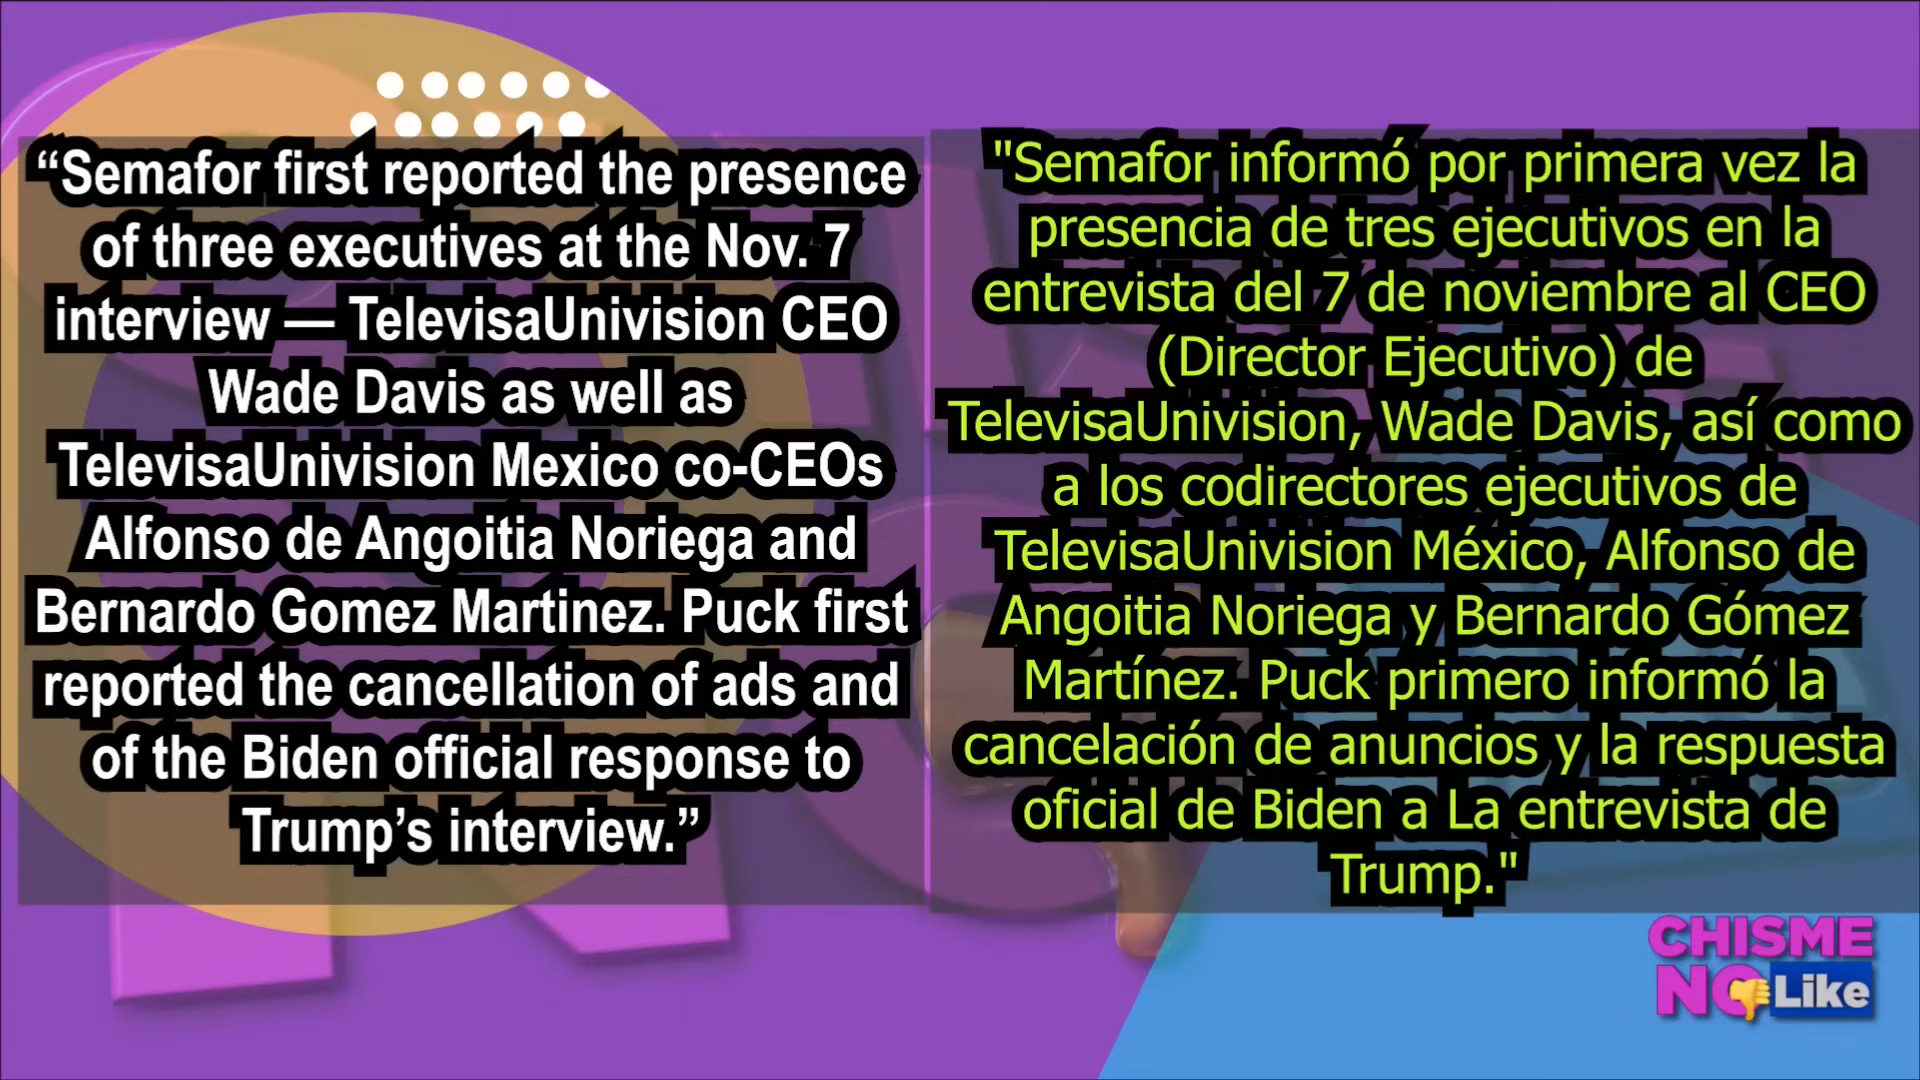 “Semafor first reported the presence
of three executives at the Nov. 7
interview — TelevisaUnivision CEO
Wade Davis as well as
TelevisaUnivision Mexico co-CEOs
Alfonso de Angoitia Noriega and
Bernardo Gomez Martinez. Puck first
reported the cancellation of ads and
of the Biden official response to
Trump’s interview.”
"Semafor informó por primera vez la
presencia de tres ejecutivos en la
entrevista del 7 de noviembre al CEO
(Director Ejecutivo) de
TelevisaUnivision, Wade Davis, así como
a los codirectores ejecutivos de
TelevisaUnivision México, Alfonso de
Angoitia Noriega y Bernardo Gómez
Martínez. Puck primero informó la
cancelación de anuncios y la respuesta
oficial de Biden a La entrevista de
Trump."
CHISME
NO Like